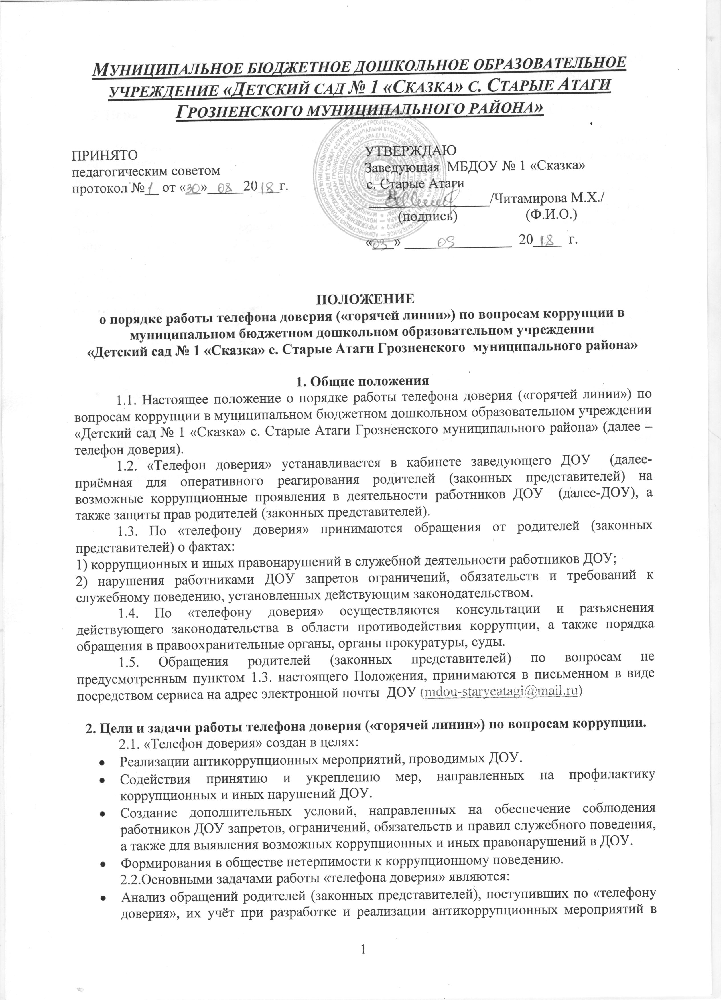 МУНИЦИПАЛЬНОЕ БЮДЖЕТНОЕ ДОШКОЛЬНОЕ ОБРАЗОВАТЕЛЬНОЕ
УЧРЕЖДЕНИЕ «ДЕТСКИЙ САД № 1 «СКАЗКА» С. СТАРЫЕ АТАГИ
ГРОЗНЕНСКОГО МУНИЦИПАЛЬНОГО РАЙОНА»
ПРИНЯТО
педагогическим советом
протокол № 1 от «30» 08 2018г.
УТВЕРЖДАЮ
Заведующая МБДОУ № 1 «Сказка»
с. Старые Атаги
/Читамирова М.Х./
(подпись) (Ф.И.О.)
«03» 09 2018 г.
ПОЛОЖЕНИЕ
о порядке работы телефона доверия («горячей линии») по вопросам коррупции в
муниципальном бюджетном дошкольном образовательном учреждении
«Детский сад № 1 «Сказка» с. Старые Атаги Грозненского муниципального района»
1. Общие положения
1.1. Настоящее положение о порядке работы телефона доверия («горячей линии») по
вопросам коррупции в муниципальном бюджетном дошкольном образовательном учреждении
«Детский сад № 1 «Сказка» с. Старые Атаги Грозненского муниципального района» (далее –
телефон доверия).
1.2. «Телефон доверия» устанавливается в кабинете заведующего ДОУ (далее-
приёмная для оперативного реагирования родителей (законных представителей) на
возможные коррупционные проявления в деятельности работников ДОУ (далее-ДОУ), а
также защиты прав родителей (законных представителей).
1.3. По «телефону доверия» принимаются обращения от родителей (законных
представителей) о фактах:
1) коррупционных и иных правонарушений в служебной деятельности работников ДОУ;
2) нарушения работниками ДОУ запретов ограничений, обязательств и требований к
служебному поведению, установленных действующим законодательством.
1.4. По «телефону доверия» осуществляются консультации и разъяснения
действующего законодательства в области противодействия коррупции, а также порядка
обращения в правоохранительные органы, органы прокуратуры, суды.
1.5. Обращения родителей (законных представителей) по вопросам не
предусмотренным пунктом 1.3. настоящего Положения, принимаются в письменном в виде
посредством сервиса на адрес электронной почты ДОУ (mdou-staryeatagi@mail.ru)
2. Цели и задачи работы телефона доверия («горячей линии») по вопросам коррупции.
2.1. «Телефон доверия» создан в целях:
• Реализации антикоррупционных мероприятий, проводимых ДОУ.
• Содействия принятию и укреплению мер, направленных на профилактику
коррупционных и иных нарушений ДОУ.
• Создание дополнительных условий, направленных на обеспечение соблюдения
работников ДОУ запретов, ограничений, обязательств и правил служебного поведения,
а также для выявления возможных коррупционных и иных правонарушений в ДОУ.
• Формирования в обществе нетерпимости к коррупционному поведению.
2.2.Основными задачами работы «телефона доверия» являются:
• Анализ обращений родителей (законных представителей), поступивших по «телефону
доверия», их учёт при разработке и реализации антикоррупционных мероприятий в
1